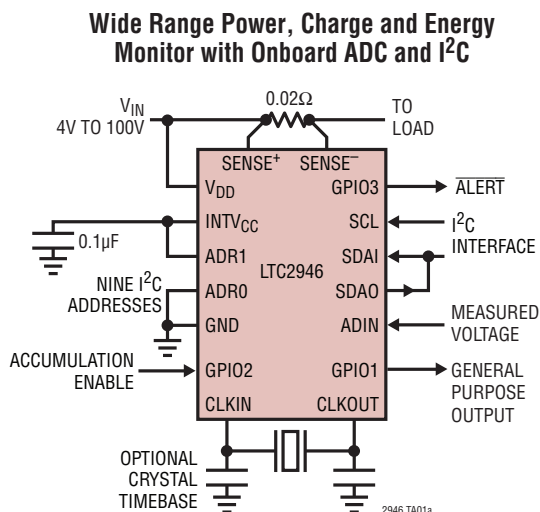 Wide Range Power, Charge and Energy
Monitor with Onboard ADC and I²C
0.02Ω
V_IN
4V TO 100V
TO
LOAD
SENSE⁺ SENSE⁻
V_DD
GPIO3
ALERT
INTV_CC
SCL
I²C
INTERFACE
0.1µF
ADR1
SDAI
LTC2946
NINE I²C
ADDRESSES
ADR0
SDAO
GND
ADIN
MEASURED
VOLTAGE
ACCUMULATION
ENABLE
GPIO2
GPIO1
GENERAL
PURPOSE
OUTPUT
CLKIN
CLKOUT
OPTIONAL
CRYSTAL
TIMEBASE
2946 TA01a